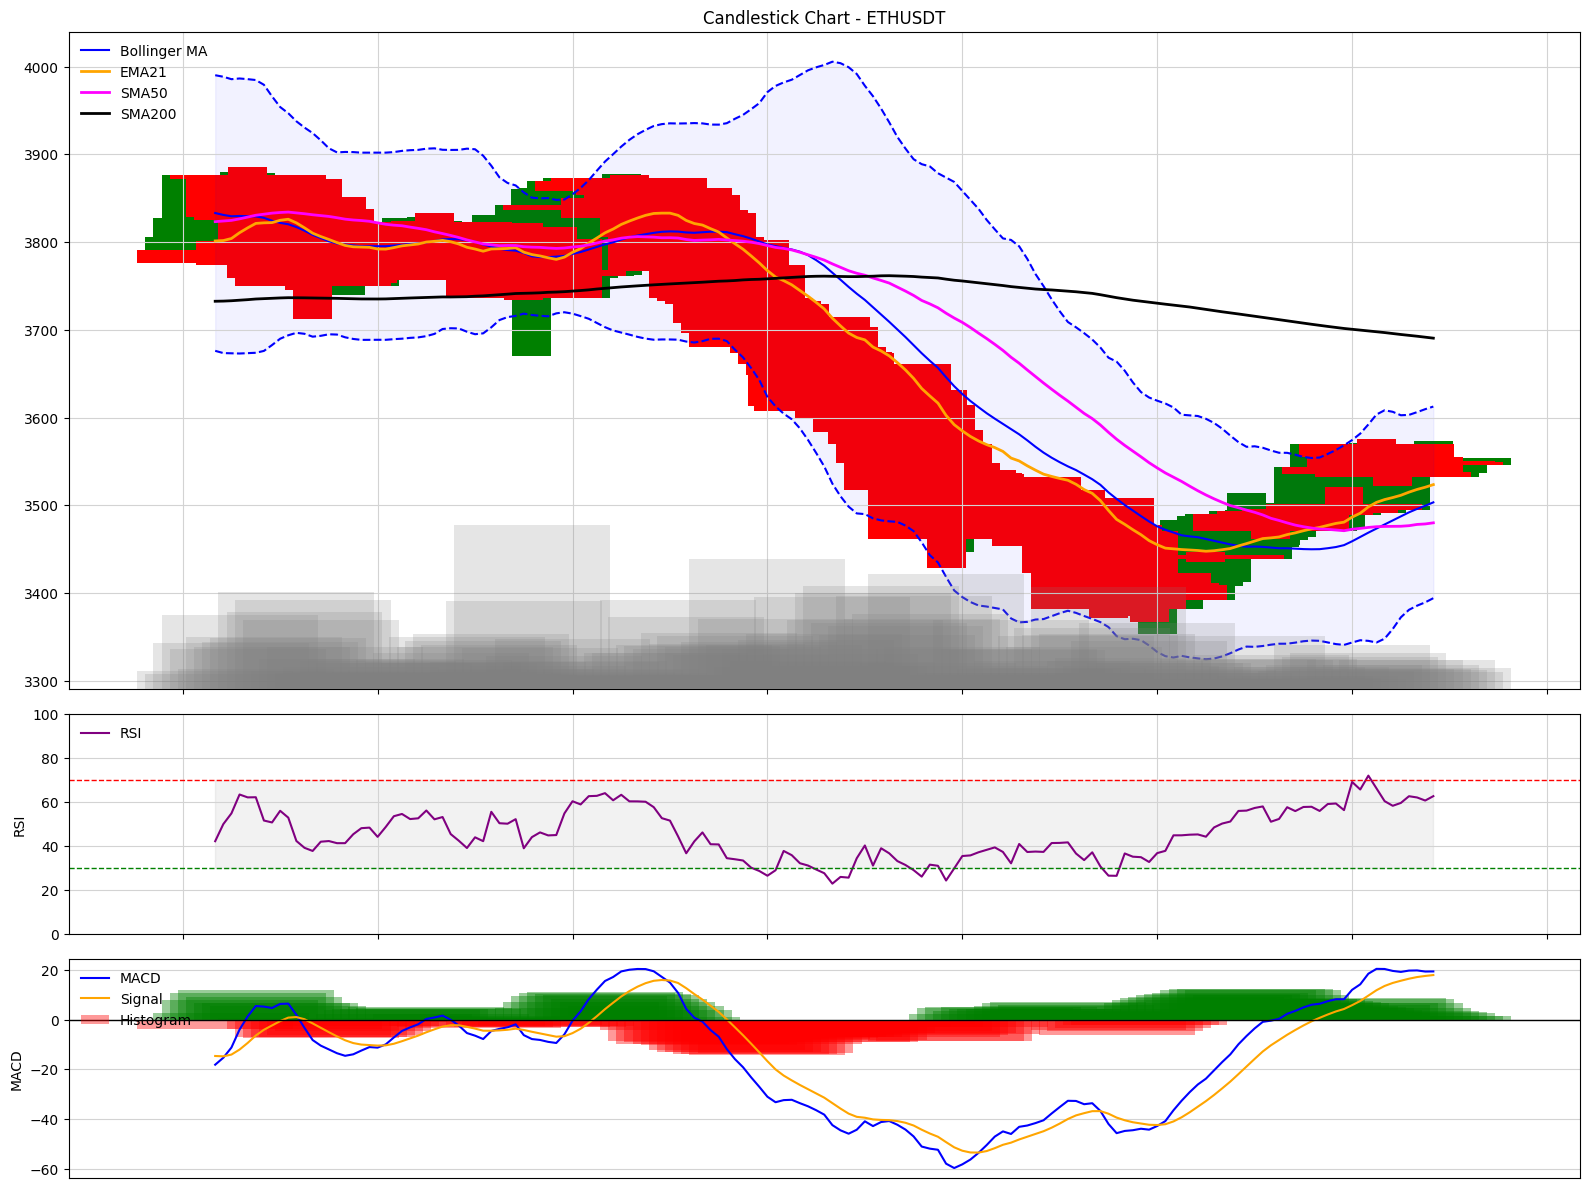 Candlestick Chart - ETHUSDT
Bollinger MA
EMA21
SMA50
SMA200
4000
3900
3800
3700
3600
3500
3400
3300
RSI
100
80
60
40
20
0
RSI
MACD
Signal
Histogram
20
0
−20
−40
−60
MACD